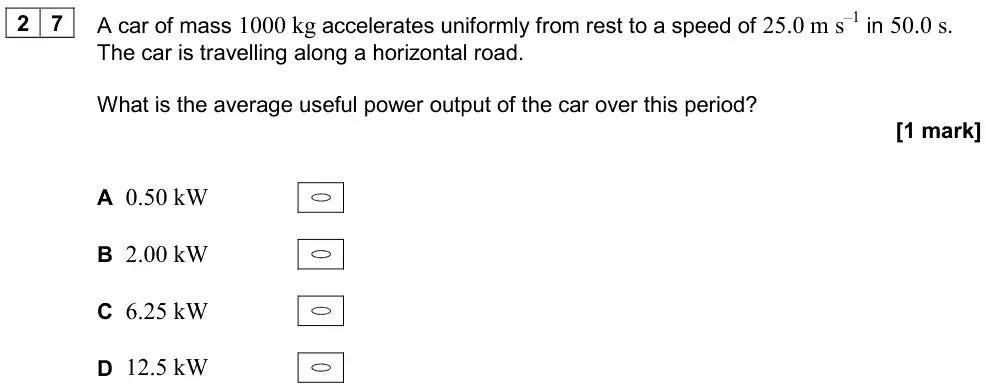 2 7 A car of mass 1000 kg accelerates uniformly from rest to a speed of 25.0 m s⁻¹ in 50.0 s.
The car is travelling along a horizontal road.
What is the average useful power output of the car over this period?
[1 mark]
A 0.50 kW
B 2.00 kW
C 6.25 kW
D 12.5 kW